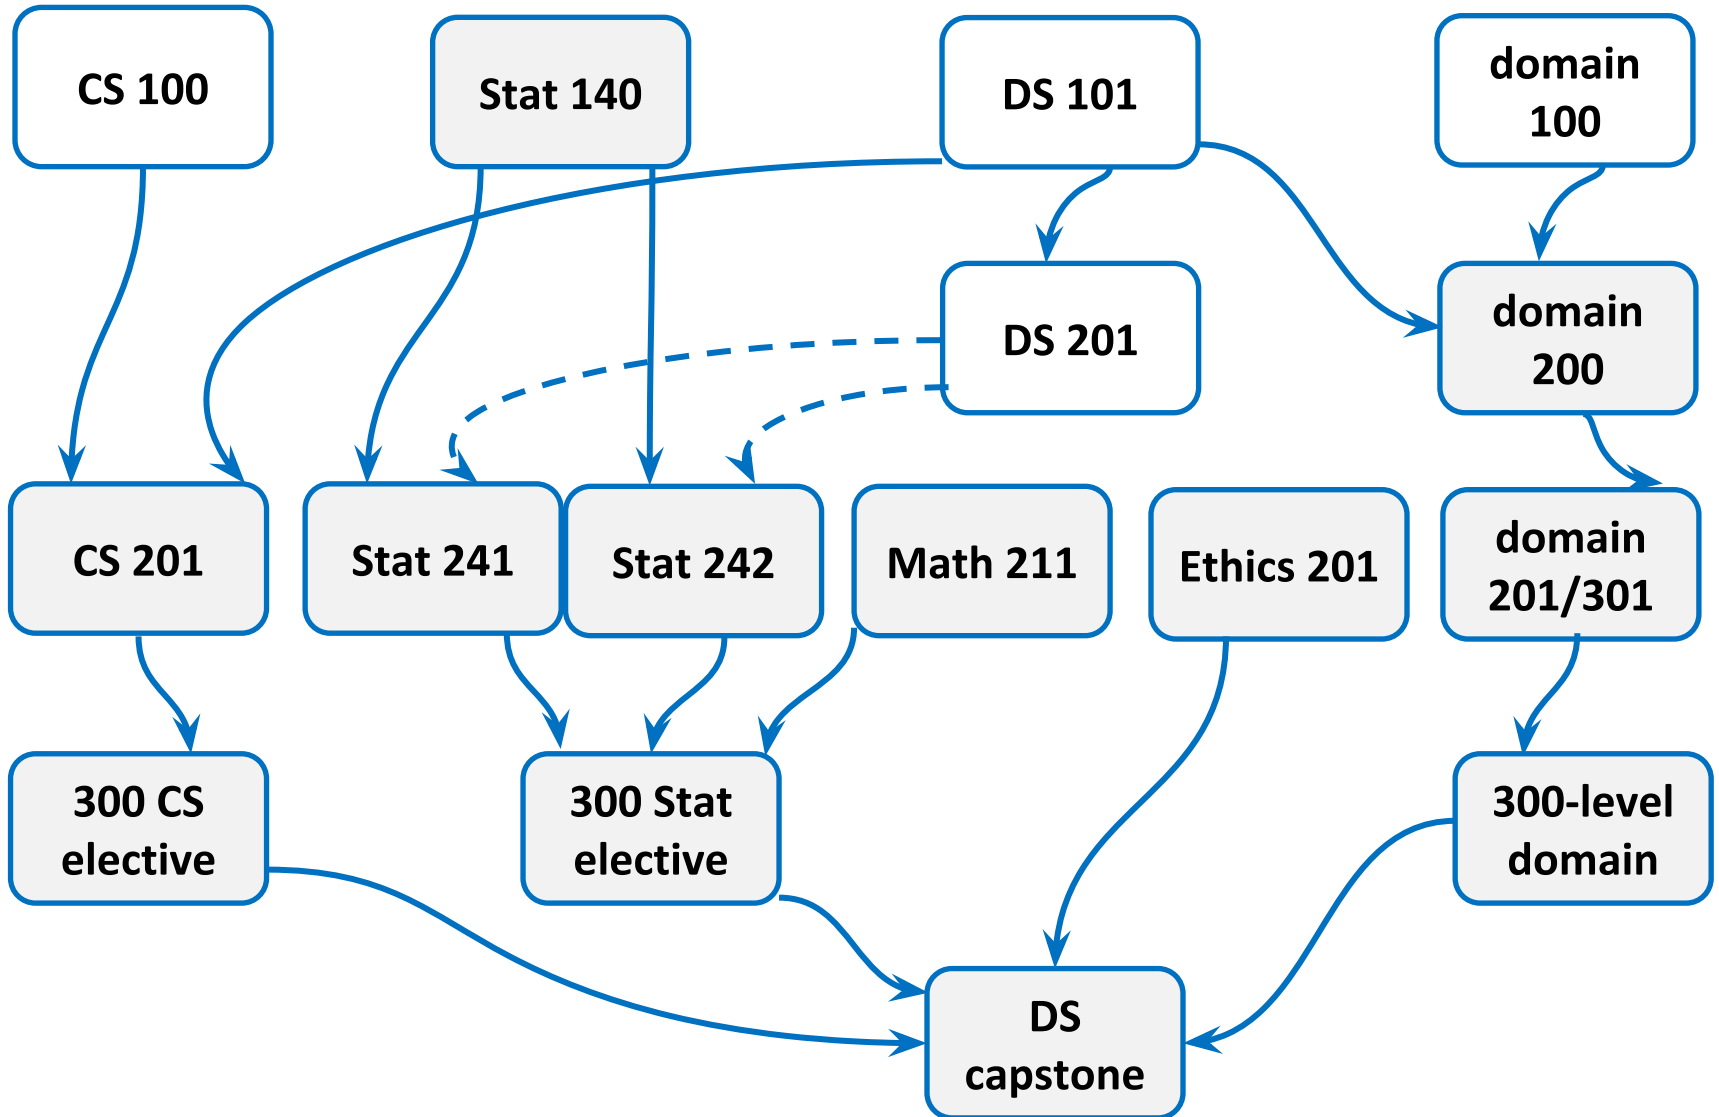 CS 100
Stat 140
DS 101
domain
100
DS 201
domain
200
CS 201
Stat 241
Stat 242
Math 211
Ethics 201
domain
201/301
300 CS
elective
300 Stat
elective
300-level
domain
DS
capstone